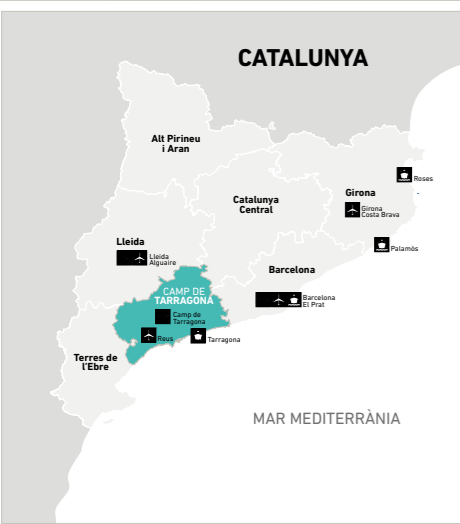 CATALUNYA
Alt Pirineu
i Aran
Roses
Catalunya
Central
Girona
Girona
Costa Brava
Palamòs
Lleida
Lleida
Alguaire
Barcelona
CAMP DE
TARRAGONA
Barcelona
El Prat
Camp de
Tarragona
Reus
Tarragona
Terres de
l'Ebre
MAR MEDITERRÀNIA